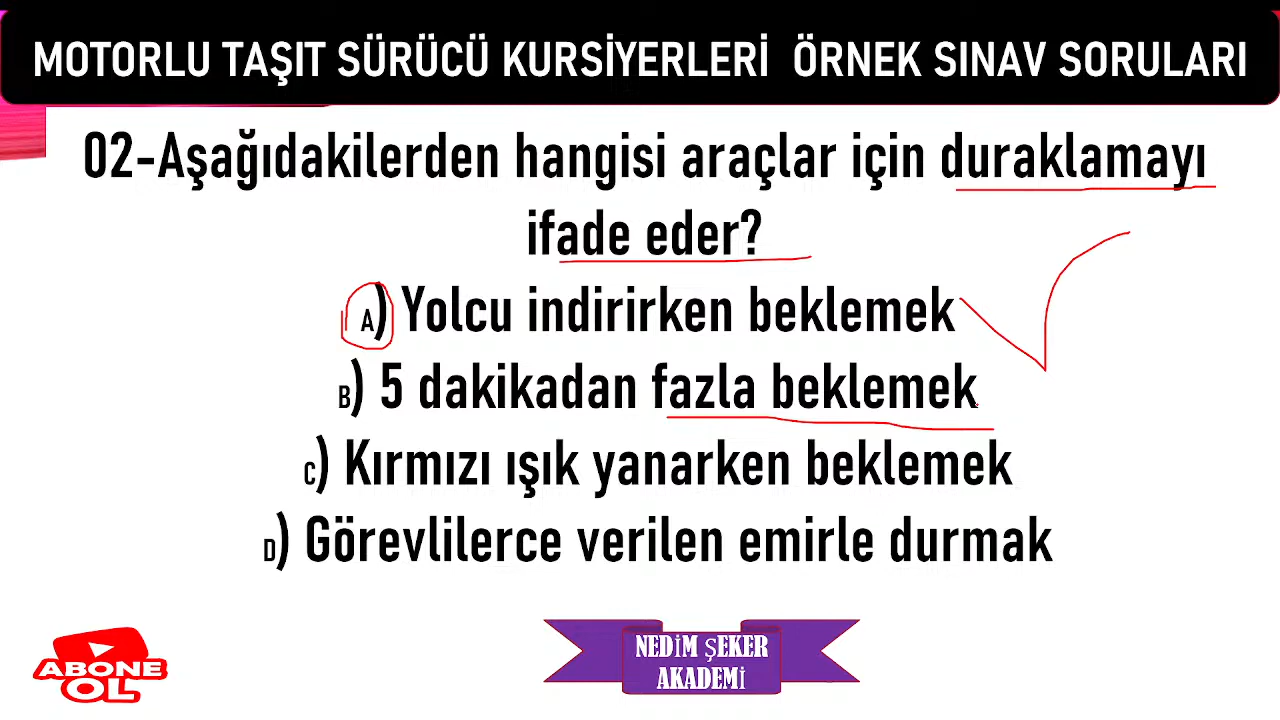 MOTORLU TAŞIT SÜRÜCÜ KURSİYERLERİ ÖRNEK SINAV SORULARI
02-Aşağıdakilerden hangisi araçlar için duraklamayı
ifade eder?
A) Yolcu indirirken beklemek
B) 5 dakikadan fazla beklemek
C) Kırmızı ışık yanarken beklemek
D) Görevlilerce verilen emirle durmak
ABONE
OL
NEDİM ŞEKER
AKADEMİ